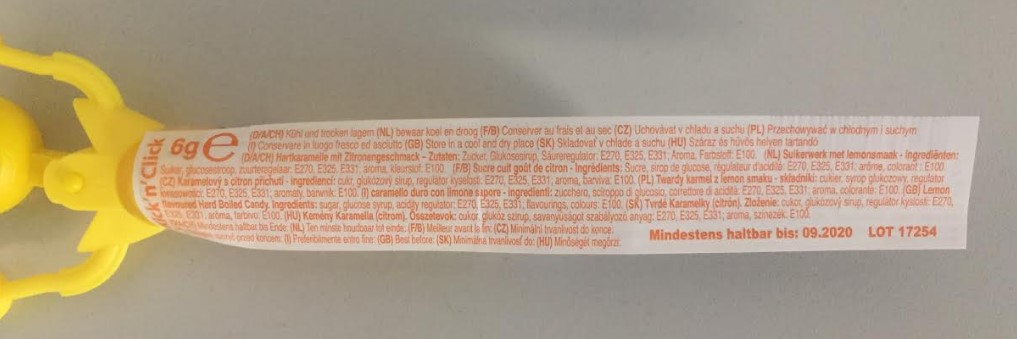 'n'Click 6g e
(D/A/CH) Kühl und trocken lagern (NL) bewaar koel en droog (F/B) Conserver au frais et au sec (CZ) Uchovávat v chladu a suchu (PL) Przechowywać w chłodnym i suchym
(I) Conservare in luogo fresco ed asciutto (GB) Store in a cool and dry place (SK) Skladovať v chlade a suchu (HU) Száraz és hűvös helyen tartandó
(D/A/CH) Hartkaramelle mit Zitronengeschmack - Zutaten: Zucker, Glukosesirup, Säureregulator: E270, E325, E331; Aroma, Farbstoff: E100. (NL) Suikerwerk met lemonsmaak - Ingrediënten:
Suiker, glucosestroop, zuurteregelaar: E270, E325, E331, aroma, kleurstof: E100. (F/B) Sucre cuit goût de citron - Ingrédients: Sucre, sirop de glucose, régulateur d'acidité: E270, E325, E331; arôme, colorant: E100
(CZ) Karamelový s citron příchutí - ingredienci: cukr, glukózový sirup, regulátor kyselosti: E270, E325, E331, aroma, barviva: E100. (PL) Twardy karmel z lemon smaku - składniki: cukier, syrup glukozowy, regulator
kwasowości: E270, E325, E331; aromaty, barwnik: E100. (I) caramello duro con limone sapore - Ingredienti: zucchero, sciroppo di glucosio, correttore di acidità: E270, E325, E331; aroma, colorante: E100. (GB) Lemon
flavoured Hard Boiled Candy. Ingredients: sugar, glucose syrup, acidity regulator: E270, E325, E331, flavourings, colours: E100. (SK) Tvrdé Karamelky (citrón). Zloženie: cukor, glukózový sirup, regulátor kyslosti: E270,
E325, E331; aróma, farbivo: E100. (HU) Kemény Karamella (citrom). Összetevok: cukor, glükóz szirup, savanyúságot szabályozó anyag: E270, E325, E331; aroma, színezék: E100.
Mindestens haltbar bis Ende: (NL) Ten minste houdbaar tot einde: (F/B) Meilleur avant la fin: (CZ) Minimální trvanlivost do konce:
przed koncem: (I) Preferibilmente entro fine: (GB) Best before: (SK) Minimálna trvanlivosť do: (HU) Minőségét megőrzi:
Mindestens haltbar bis: 09.2020 LOT 17254